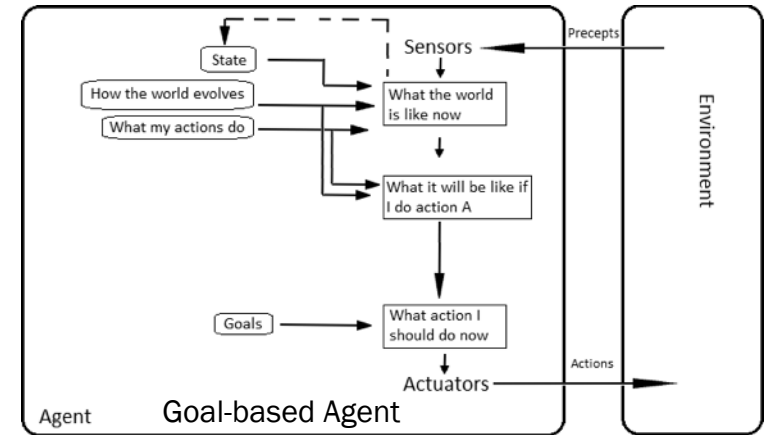 Precepts
Sensors
State
How the world evolves
What the world
is like now
What my actions do
Environment
What it will be like if
I do action A
Goals
What action I
should do now
Actions
Actuators
Agent
Goal-based Agent